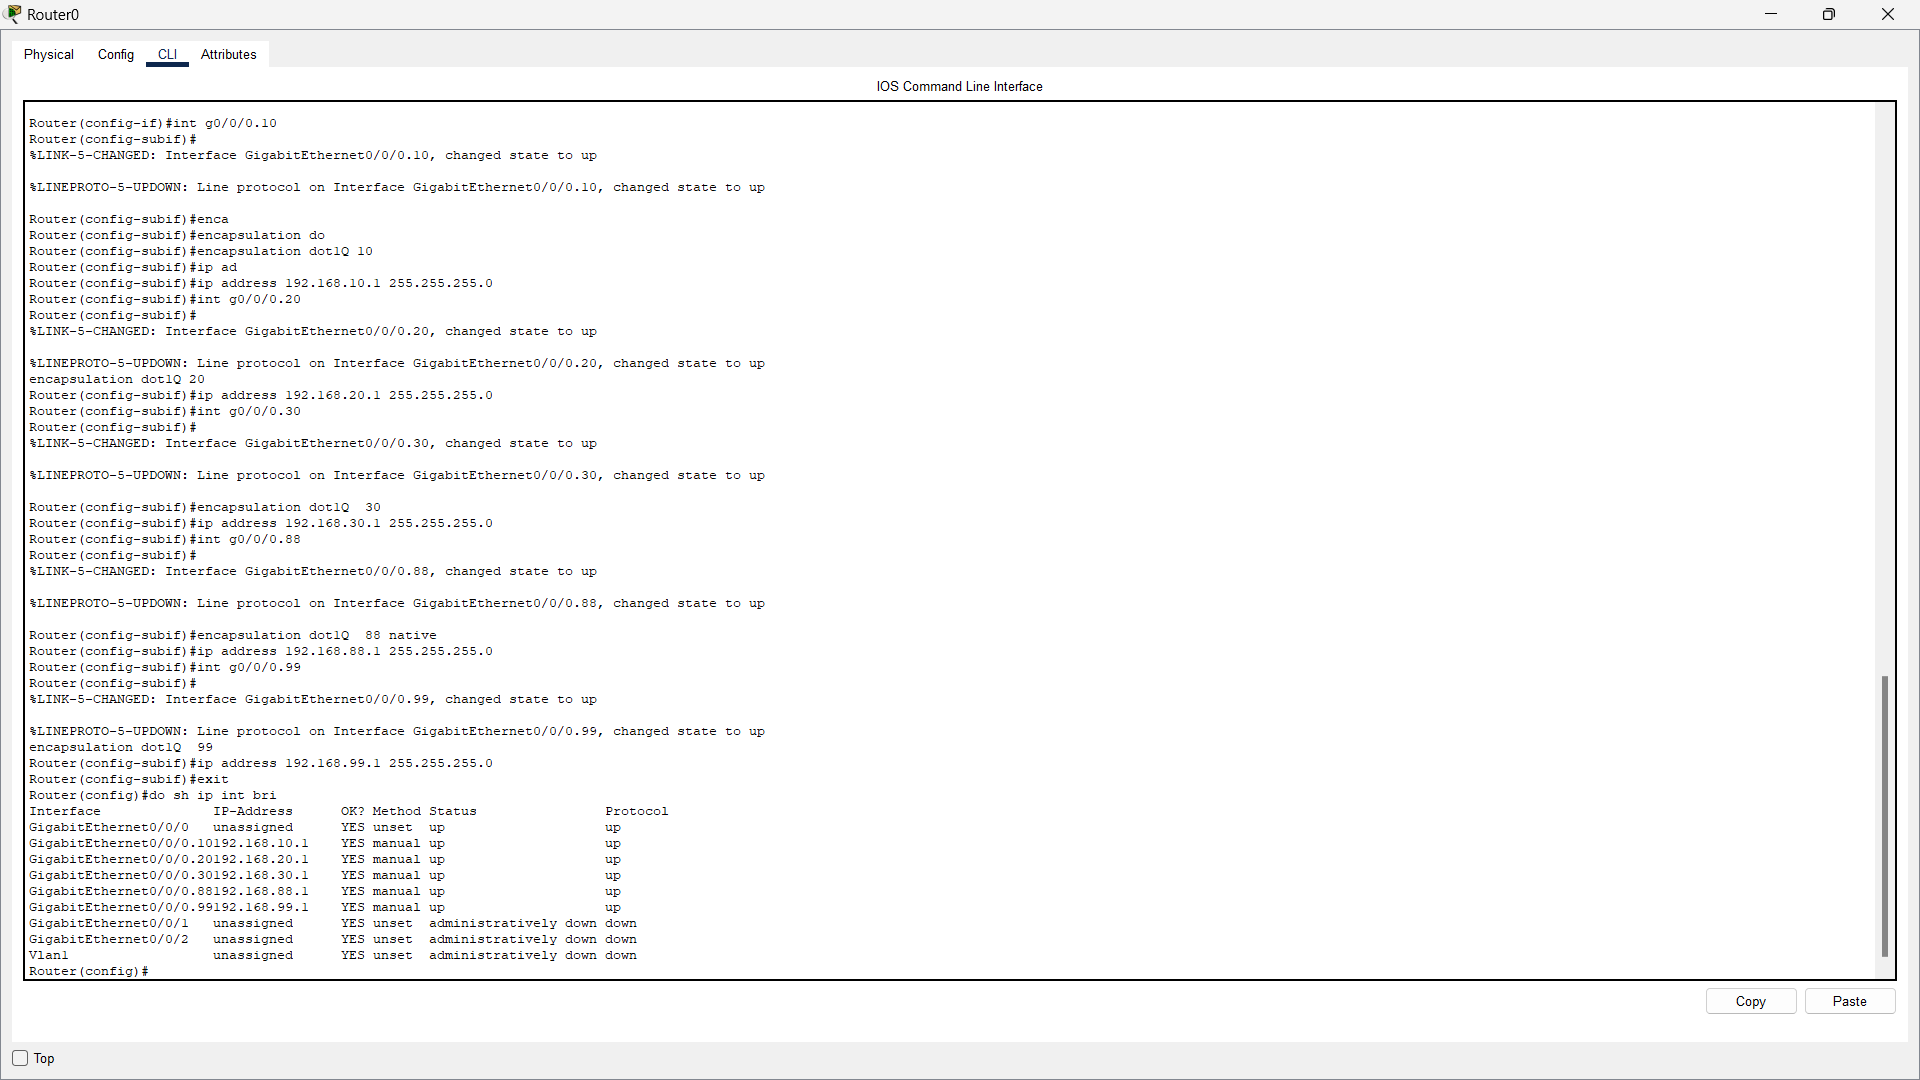 Router0
Physical Config CLI Attributes
IOS Command Line Interface
Router(config-if)#int g0/0/0.10
Router(config-subif)#
%LINK-5-CHANGED: Interface GigabitEthernet0/0/0.10, changed state to up
%LINEPROTO-5-UPDOWN: Line protocol on Interface GigabitEthernet0/0/0.10, changed state to up
Router(config-subif)#enca
Router(config-subif)#encapsulation do
Router(config-subif)#encapsulation dot1Q 10
Router(config-subif)#ip ad
Router(config-subif)#ip address 192.168.10.1 255.255.255.0
Router(config-subif)#int g0/0/0.20
Router(config-subif)#
%LINK-5-CHANGED: Interface GigabitEthernet0/0/0.20, changed state to up
%LINEPROTO-5-UPDOWN: Line protocol on Interface GigabitEthernet0/0/0.20, changed state to up
encapsulation dot1Q 20
Router(config-subif)#ip address 192.168.20.1 255.255.255.0
Router(config-subif)#int g0/0/0.30
Router(config-subif)#
%LINK-5-CHANGED: Interface GigabitEthernet0/0/0.30, changed state to up
%LINEPROTO-5-UPDOWN: Line protocol on Interface GigabitEthernet0/0/0.30, changed state to up
Router(config-subif)#encapsulation dot1Q  30
Router(config-subif)#ip address 192.168.30.1 255.255.255.0
Router(config-subif)#int g0/0/0.88
Router(config-subif)#
%LINK-5-CHANGED: Interface GigabitEthernet0/0/0.88, changed state to up
%LINEPROTO-5-UPDOWN: Line protocol on Interface GigabitEthernet0/0/0.88, changed state to up
Router(config-subif)#encapsulation dot1Q  88 native
Router(config-subif)#ip address 192.168.88.1 255.255.255.0
Router(config-subif)#int g0/0/0.99
Router(config-subif)#
%LINK-5-CHANGED: Interface GigabitEthernet0/0/0.99, changed state to up
%LINEPROTO-5-UPDOWN: Line protocol on Interface GigabitEthernet0/0/0.99, changed state to up
encapsulation dot1Q  99
Router(config-subif)#ip address 192.168.99.1 255.255.255.0
Router(config-subif)#exit
Router(config)#do sh ip int bri
Interface              IP-Address      OK? Method Status                Protocol
GigabitEthernet0/0/0   unassigned      YES unset  up                    up
GigabitEthernet0/0/0.10192.168.10.1    YES manual up                    up
GigabitEthernet0/0/0.20192.168.20.1    YES manual up                    up
GigabitEthernet0/0/0.30192.168.30.1    YES manual up                    up
GigabitEthernet0/0/0.88192.168.88.1    YES manual up                    up
GigabitEthernet0/0/0.99192.168.99.1    YES manual up                    up
GigabitEthernet0/0/1   unassigned      YES unset  administratively down down
GigabitEthernet0/0/2   unassigned      YES unset  administratively down down
Vlan1                  unassigned      YES unset  administratively down down
Router(config)#
Copy Paste
Top